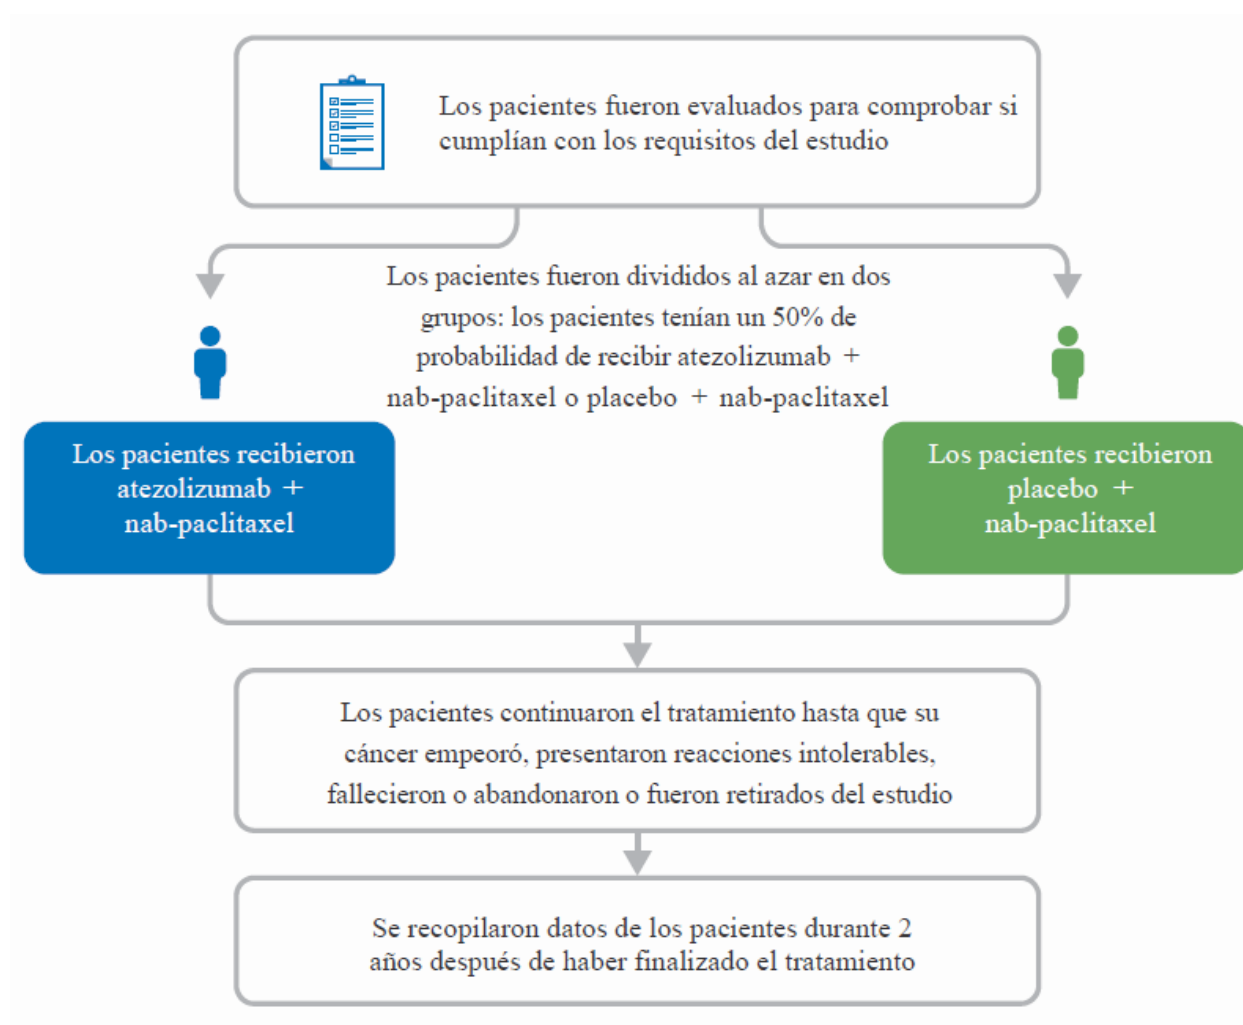 Los pacientes fueron evaluados para comprobar si
cumplían con los requisitos del estudio
Los pacientes fueron divididos al azar en dos
grupos: los pacientes tenían un 50% de
probabilidad de recibir atezolizumab +
nab-paclitaxel o placebo + nab-paclitaxel
Los pacientes recibieron
atezolizumab +
nab-paclitaxel
Los pacientes recibieron
placebo +
nab-paclitaxel
Los pacientes continuaron el tratamiento hasta que su
cáncer empeoró, presentaron reacciones intolerables,
fallecieron o abandonaron o fueron retirados del estudio
Se recopilaron datos de los pacientes durante 2
años después de haber finalizado el tratamiento